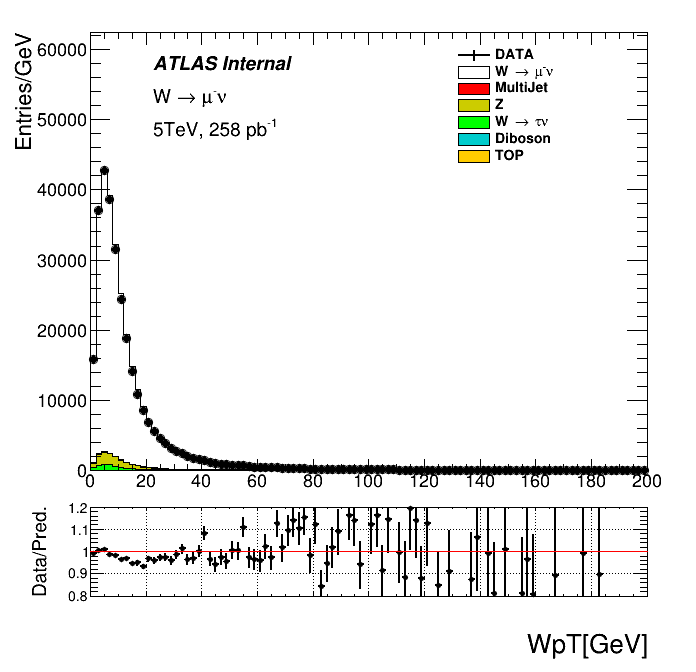 Entries/GeV
60000
50000
40000
30000
20000
10000
0
ATLAS Internal
W → μ⁻ν
5TeV, 258 pb⁻¹
DATA
W → μ⁻ν
MultiJet
Z
W → τν
Diboson
TOP
0 20 40 60 80 100 120 140 160 180 200
Data/Pred.
1.2
1.1
1
0.9
0.8
WpT[GeV]